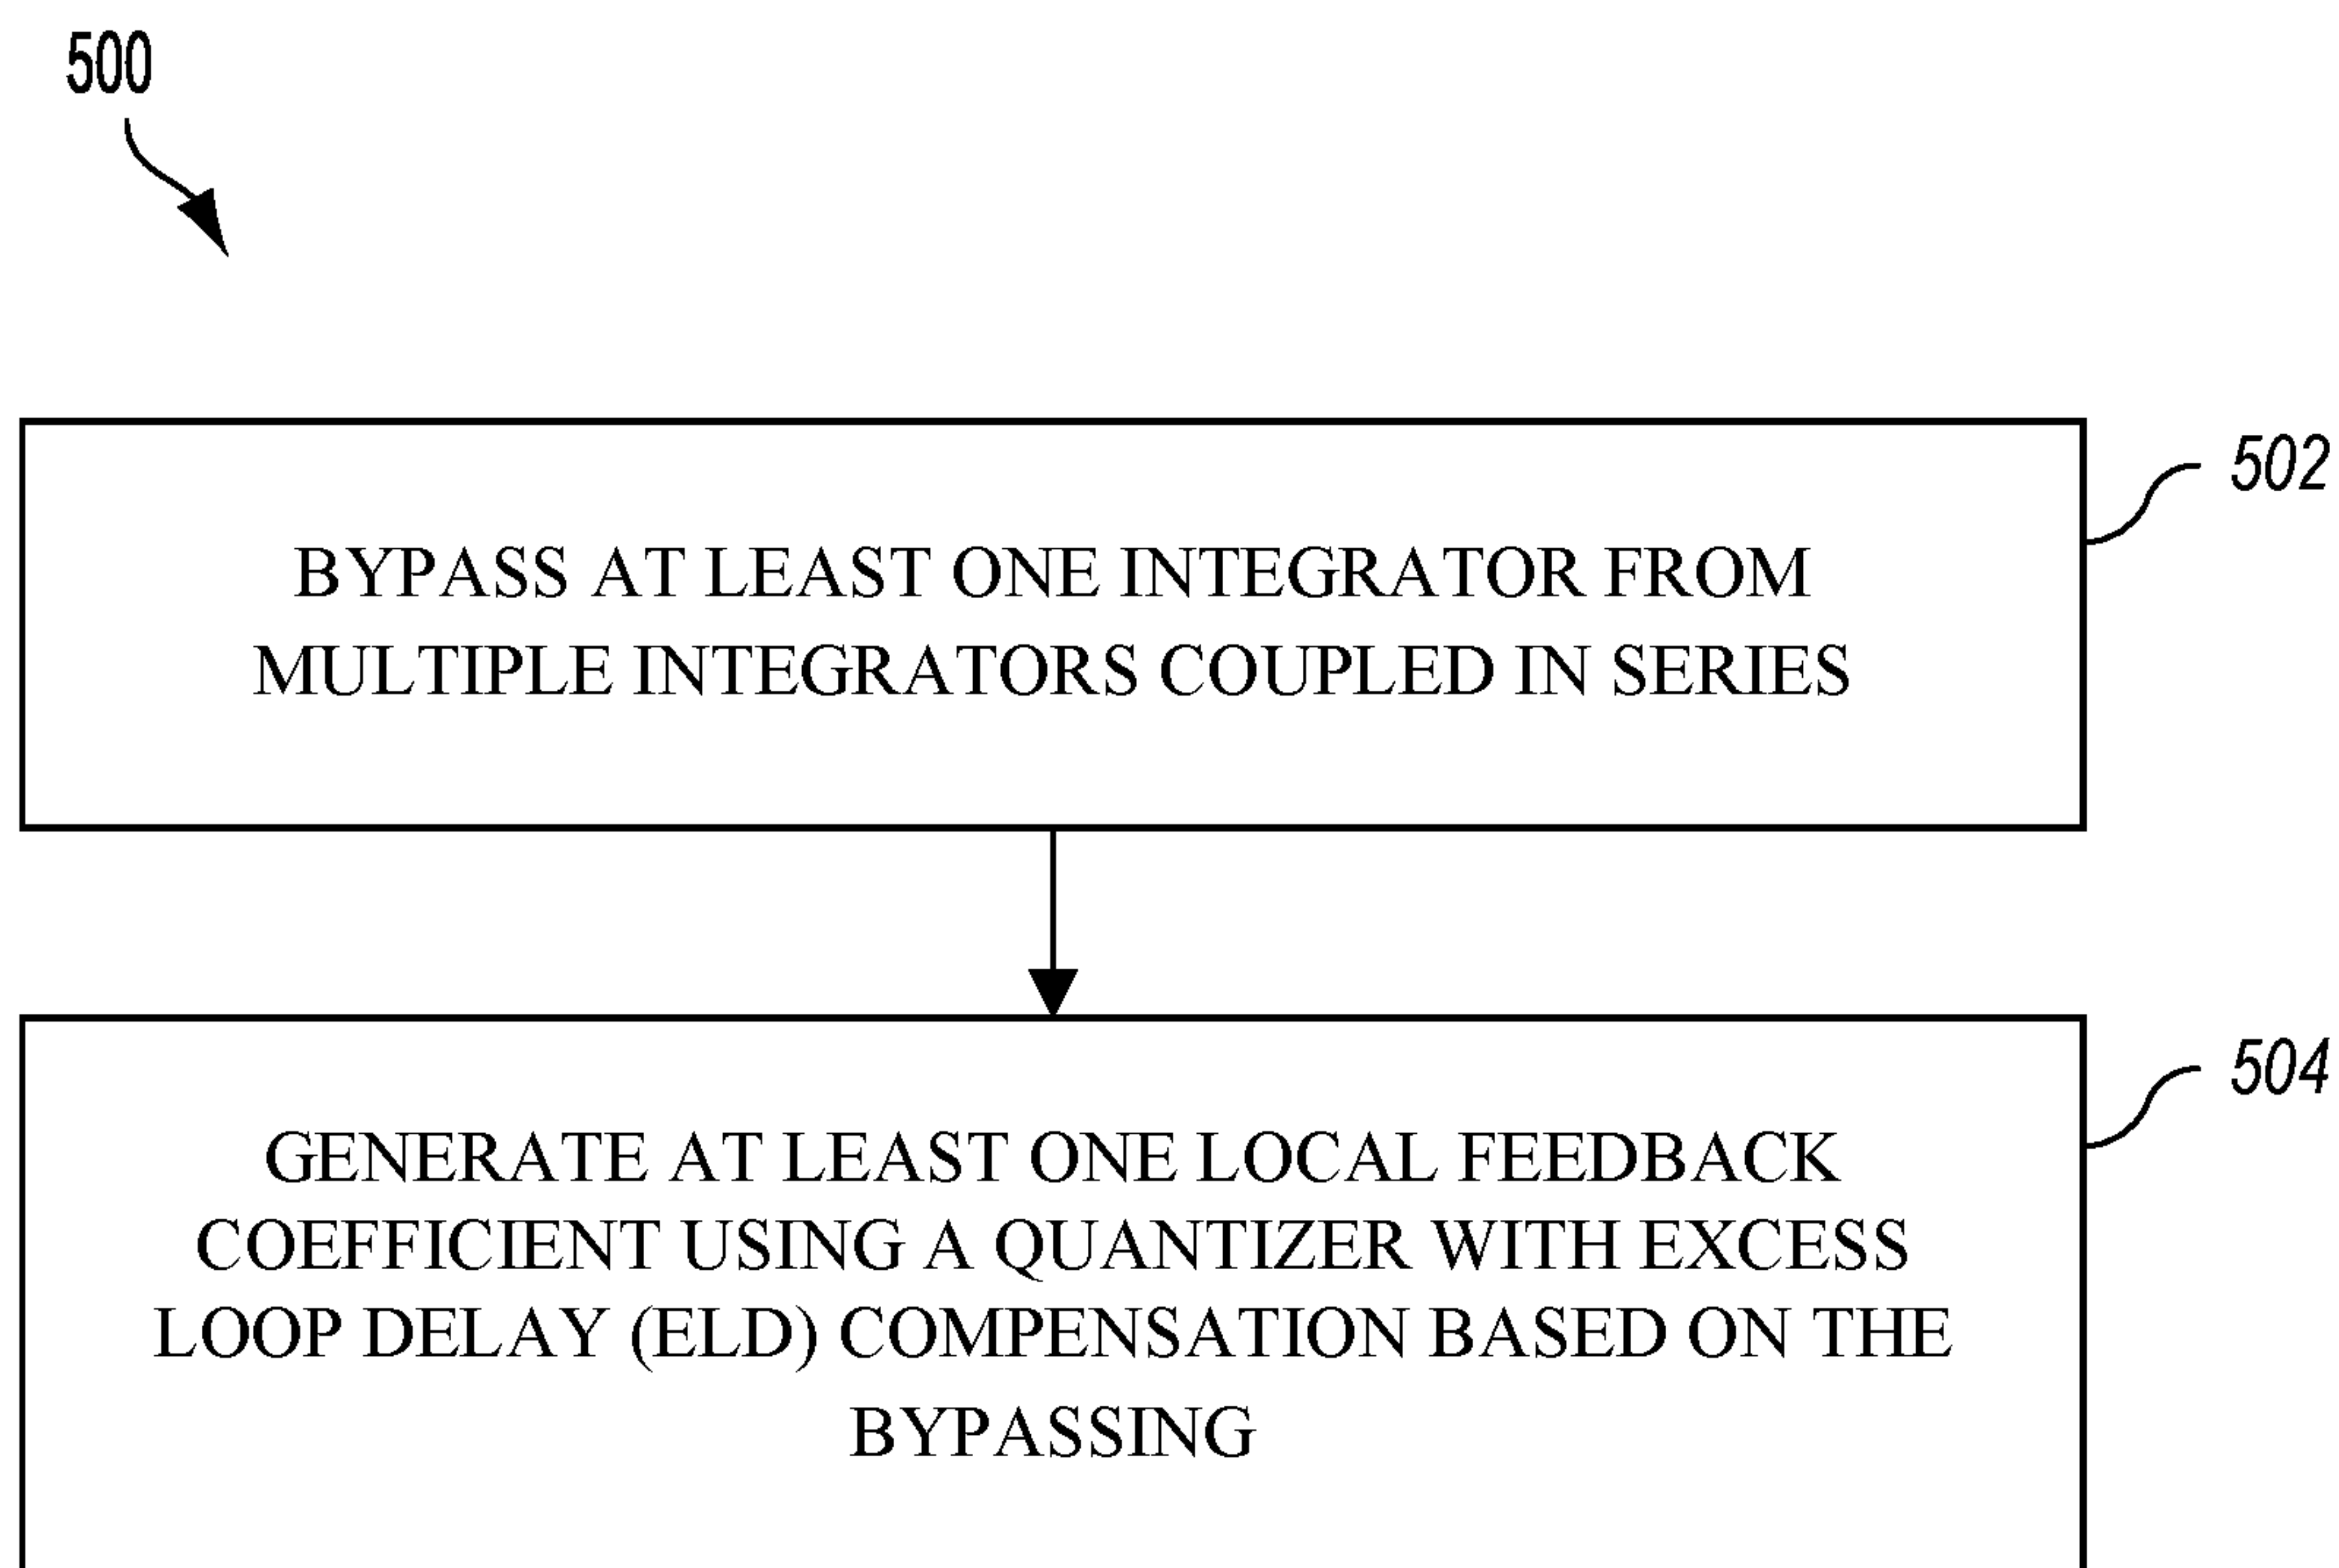 500
502
BYPASS AT LEAST ONE INTEGRATOR FROM
MULTIPLE INTEGRATORS COUPLED IN SERIES
504
GENERATE AT LEAST ONE LOCAL FEEDBACK
COEFFICIENT USING A QUANTIZER WITH EXCESS
LOOP DELAY (ELD) COMPENSATION BASED ON THE
BYPASSING